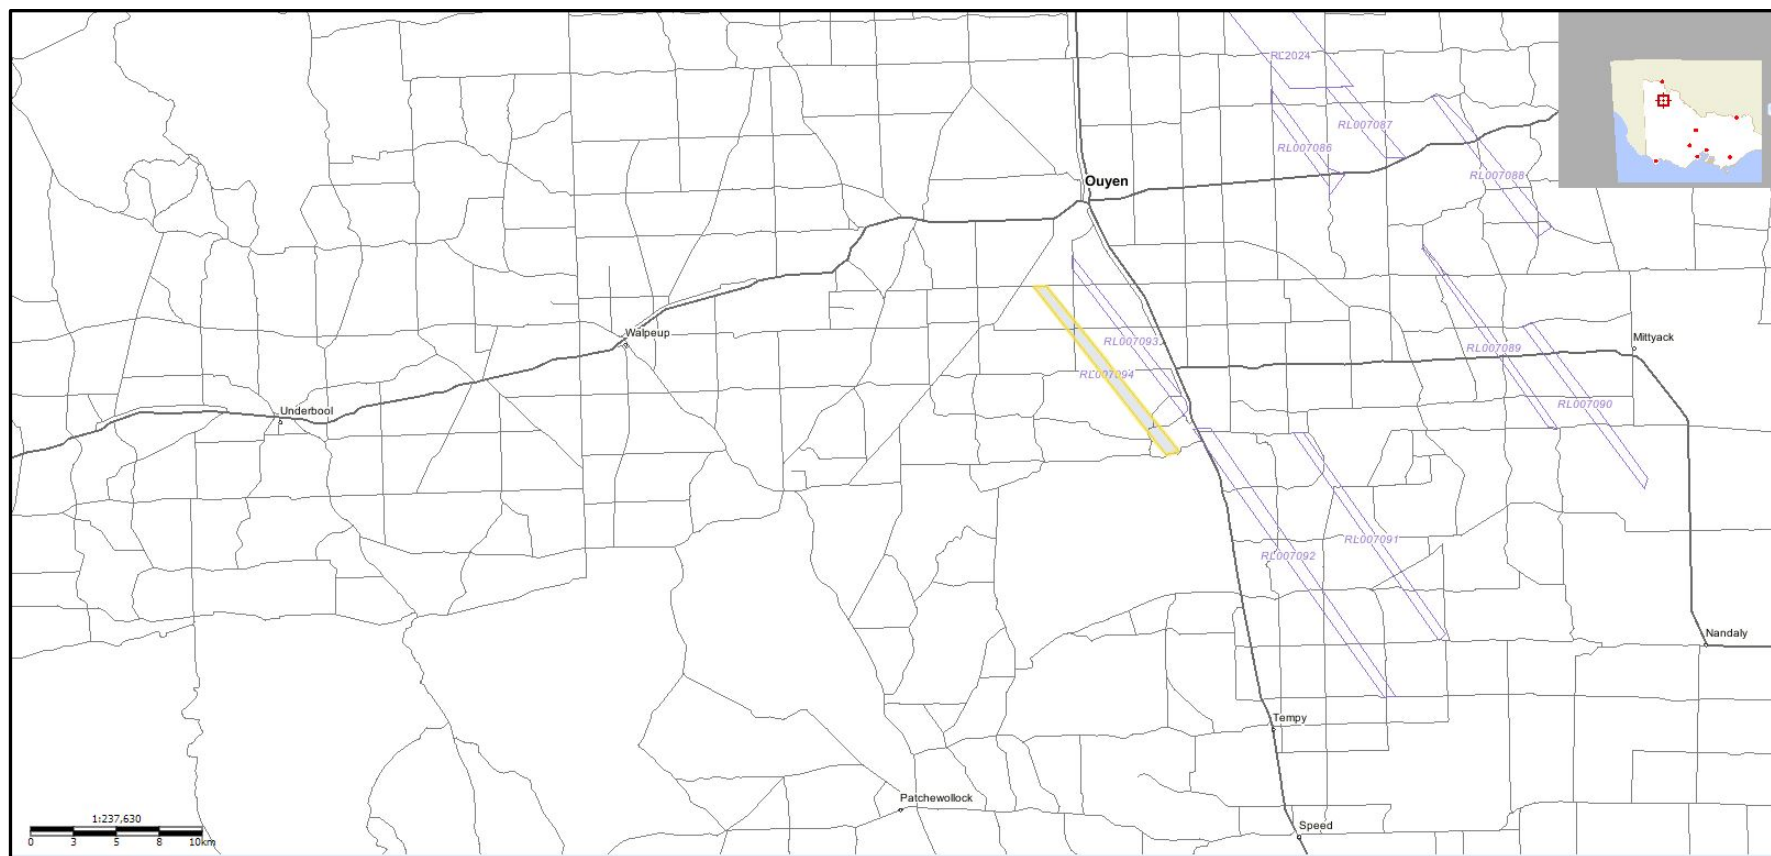 RL2024
RL007087
RL007086
RL007088
Ouyen
RL007093
RL007094
Walpeup
Mittyack
RL007089
RL007090
Underbool
RL007091
RL007092
Nandaly
Tempy
Patchewollock
Speed
1:237,630
0 3 5 8 10km